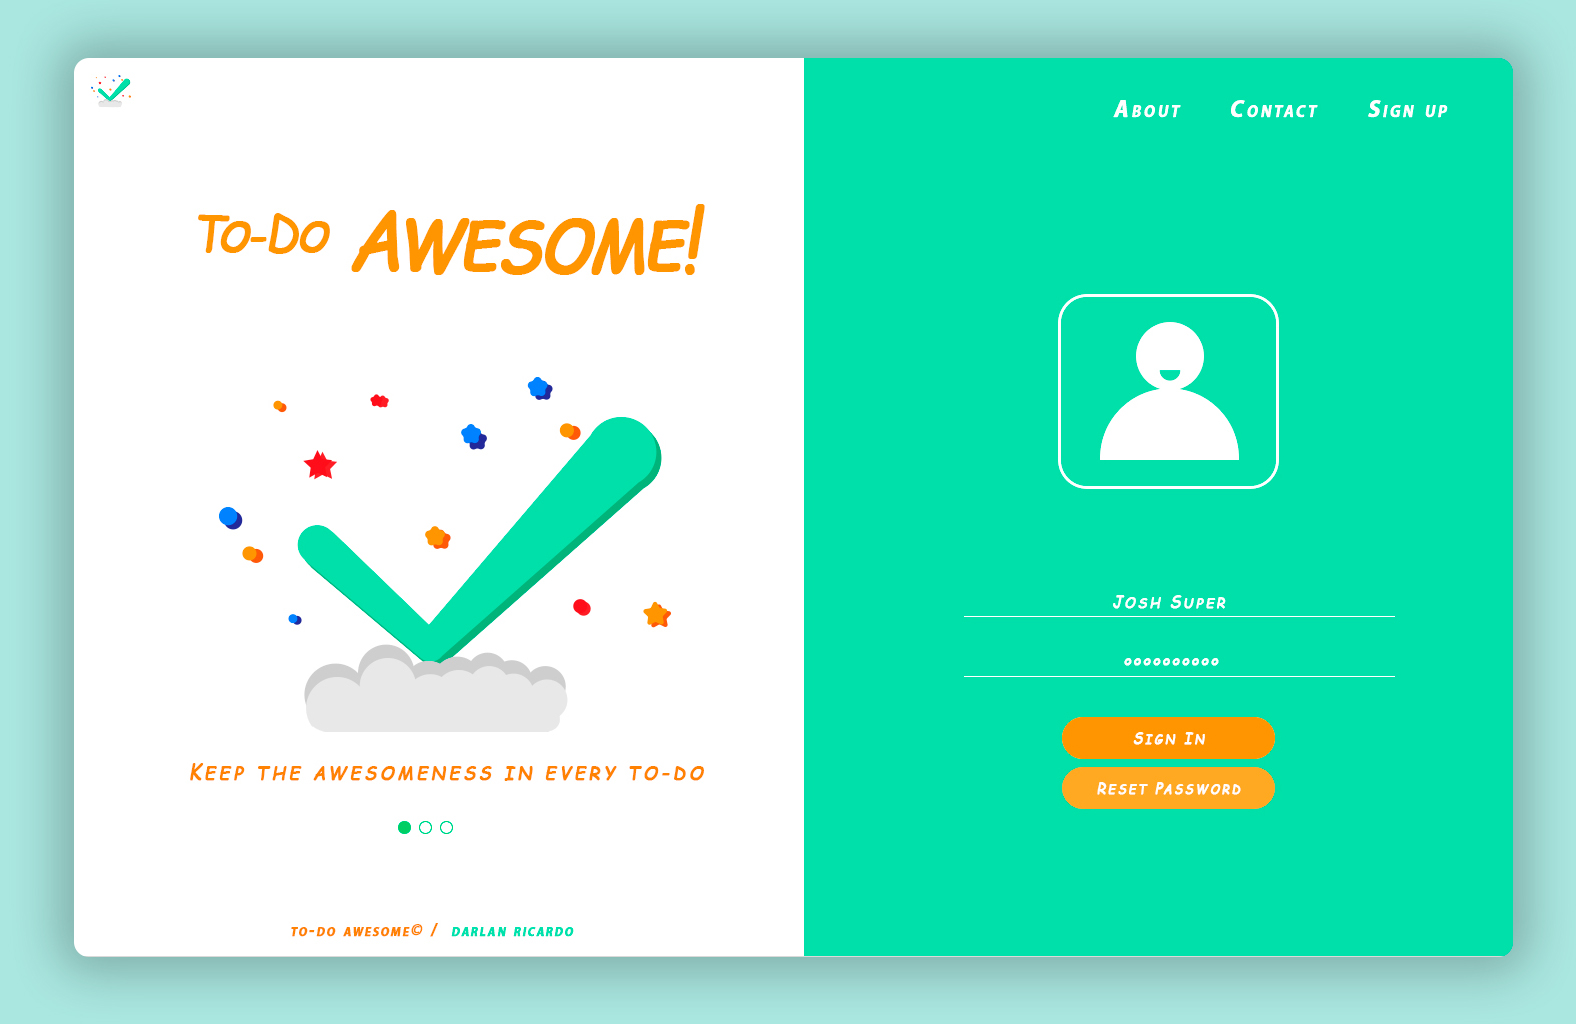 About Contact Sign up
To-Do Awesome!
Keep the awesomeness in every to-do
to-do awesome© / darlan ricardo
Josh Super
Sign In
Reset Password